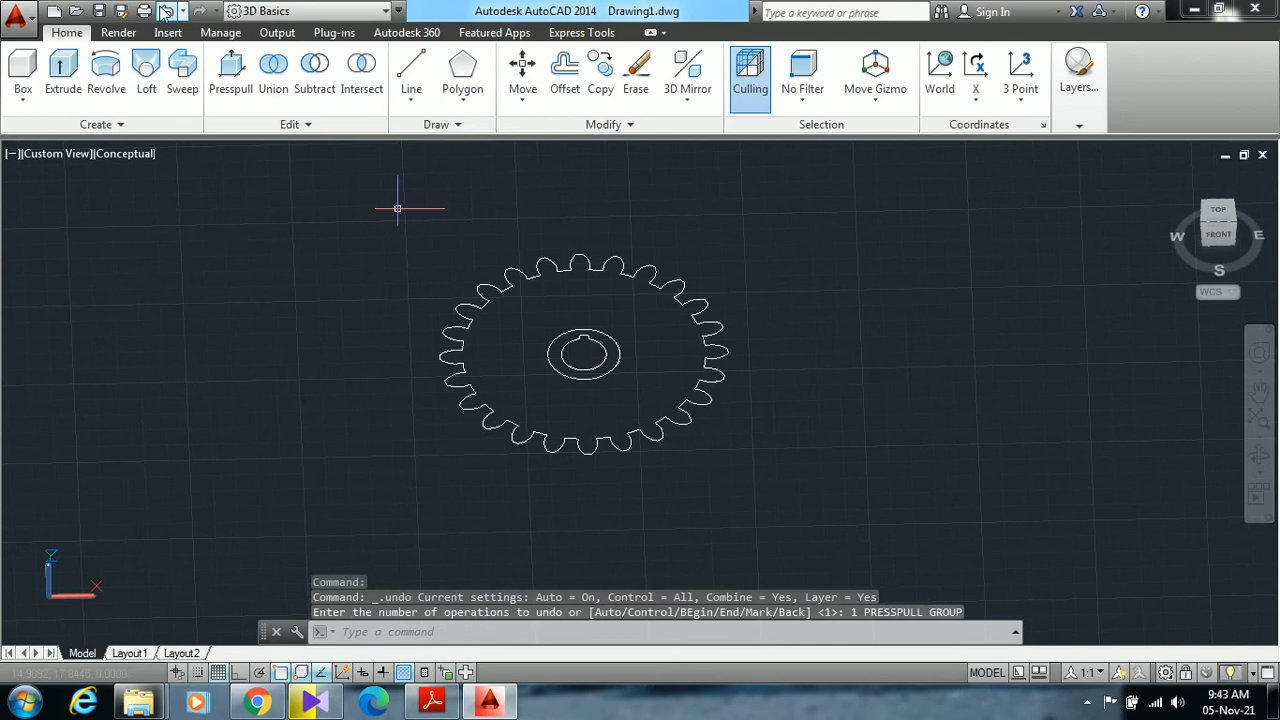 3D Basics
Autodesk AutoCAD 2014 Drawing1.dwg
Type a keyword or phrase
Sign In
Home Render Insert Manage Output Plug-ins Autodesk 360 Featured Apps Express Tools
Box Extrude Revolve Loft Sweep Presspull Union Subtract Intersect Line Polygon Move Offset Copy Erase 3D Mirror Culling No Filter Move Gizmo World X 3 Point Layers...
Create Edit Draw Modify Selection Coordinates
[−][Custom View][Conceptual]
TOP
FRONT
W E
S
WCS
Y
X
Command:
Command: _.undo Current settings: Auto = On, Control = All, Combine = Yes, Layer = Yes
Enter the number of operations to undo or [Auto/Control/BEgin/End/Mark/Back] <1>: 1 PRESSPULL GROUP
Type a command
Model Layout1 Layout2
MODEL 1:1
9:43 AM
05-Nov-21